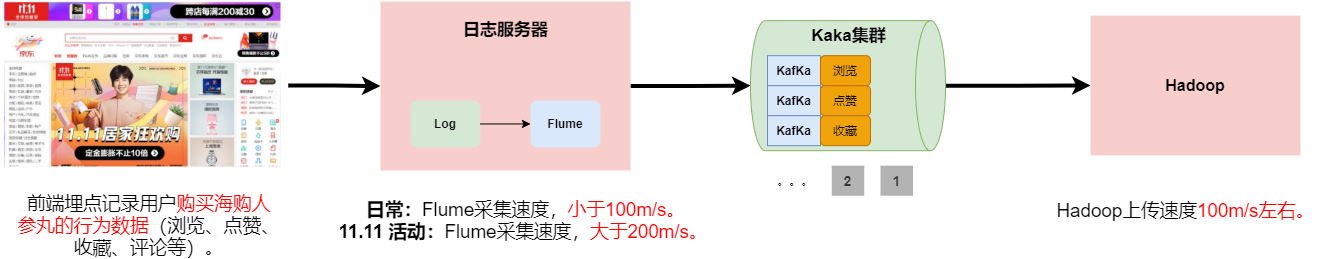 11.11
跨店每满200减30
京东
11.11居家狂欢购
定金膨胀不止10倍
前端埋点记录用户购买海购人
参丸的行为数据（浏览、点赞、
收藏、评论等）。
日志服务器
Log
Flume
日常：Flume采集速度，小于100m/s。
11.11 活动：Flume采集速度，大于200m/s。
Kaka集群
KafKa 浏览
KafKa 点赞
KafKa 收藏
。。。 2 1
Hadoop
Hadoop上传速度100m/s左右。